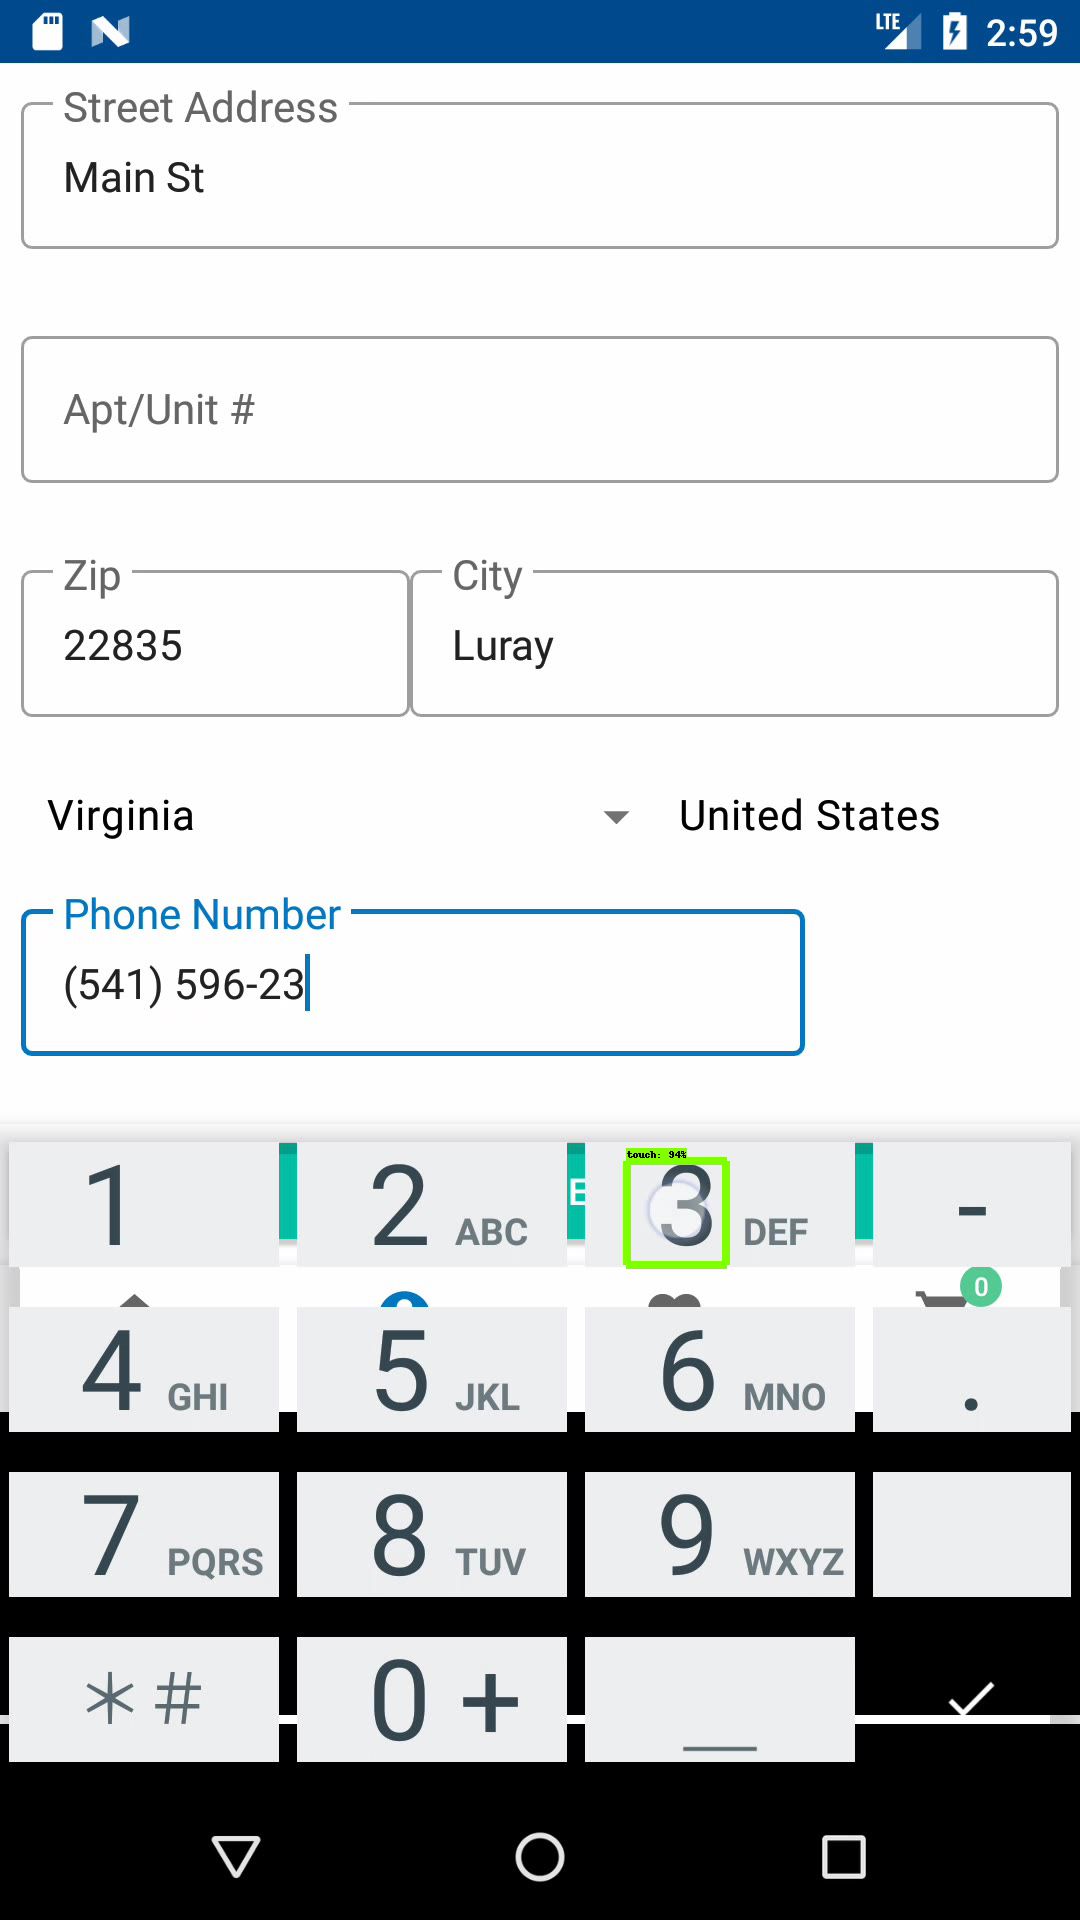 LTE 2:59
Street Address
Main St
Apt/Unit #
Zip City
22835 Luray
Virginia United States
Phone Number
(541) 596-23
touch: 94%
1 2 ABC E 3 DEF -
0
4 GHI 5 JKL 6 MNO .
7 PQRS 8 TUV 9 WXYZ
*# 0 + _